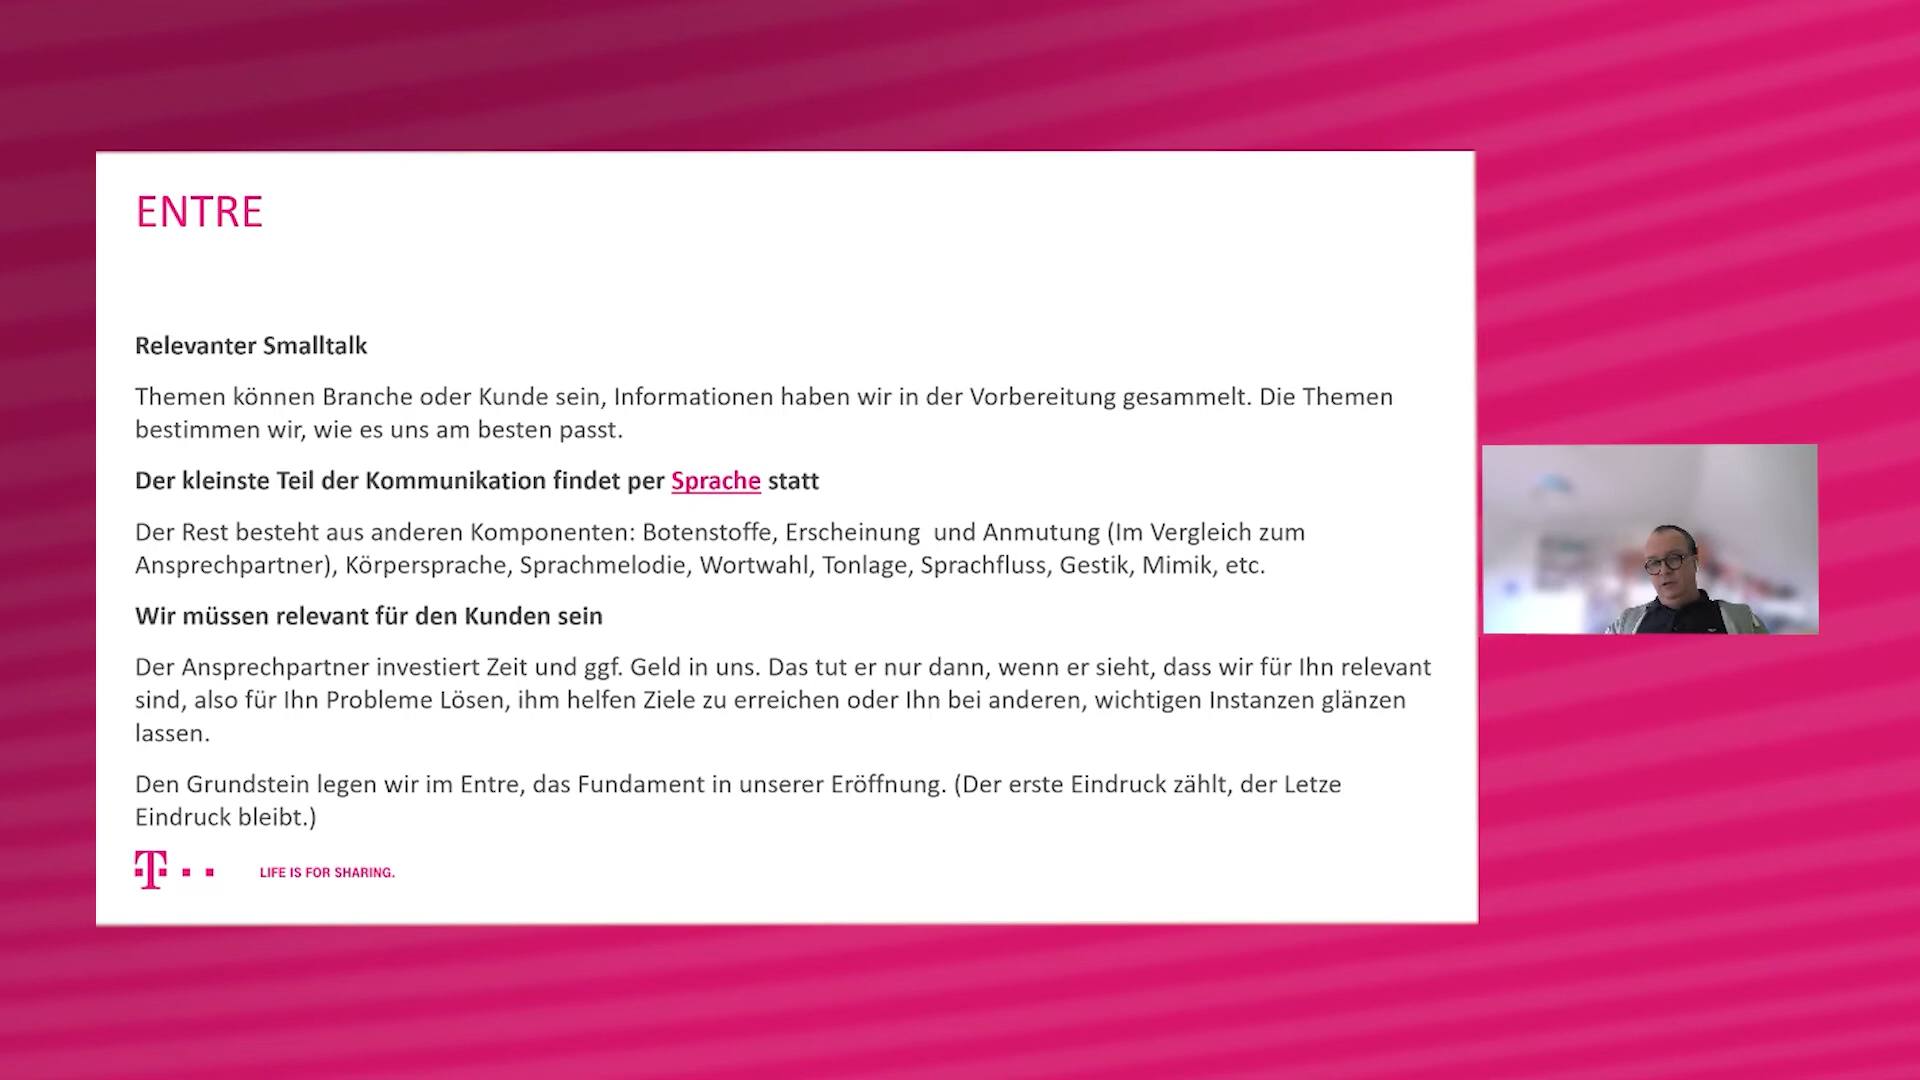 ENTRE
Relevanter Smalltalk
Themen können Branche oder Kunde sein, Informationen haben wir in der Vorbereitung gesammelt. Die Themen
bestimmen wir, wie es uns am besten passt.
Der kleinste Teil der Kommunikation findet per Sprache statt
Der Rest besteht aus anderen Komponenten: Botenstoffe, Erscheinung  und Anmutung (Im Vergleich zum
Ansprechpartner), Körpersprache, Sprachmelodie, Wortwahl, Tonlage, Sprachfluss, Gestik, Mimik, etc.
Wir müssen relevant für den Kunden sein
Der Ansprechpartner investiert Zeit und ggf. Geld in uns. Das tut er nur dann, wenn er sieht, dass wir für Ihn relevant
sind, also für Ihn Probleme Lösen, ihm helfen Ziele zu erreichen oder Ihn bei anderen, wichtigen Instanzen glänzen
lassen.
Den Grundstein legen wir im Entre, das Fundament in unserer Eröffnung. (Der erste Eindruck zählt, der Letze
Eindruck bleibt.)
T
LIFE IS FOR SHARING.